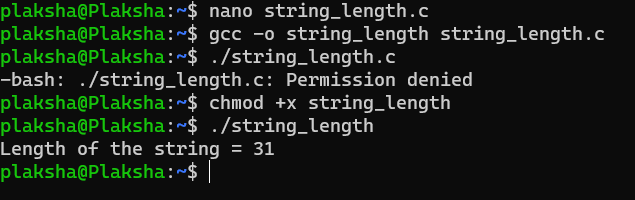 plaksha@Plaksha:~$ nano string_length.c
plaksha@Plaksha:~$ gcc -o string_length string_length.c
plaksha@Plaksha:~$ ./string_length.c
-bash: ./string_length.c: Permission denied
plaksha@Plaksha:~$ chmod +x string_length
plaksha@Plaksha:~$ ./string_length
Length of the string = 31
plaksha@Plaksha:~$